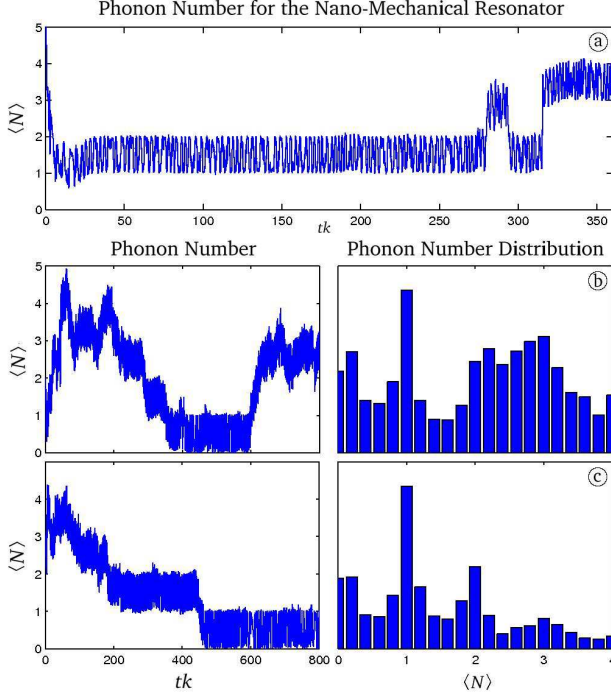 Phonon Number for the Nano-Mechanical Resonator
5
a
4
3
⟨N⟩
2
1
0
0 50 100 150 200 250 300 350
tk
Phonon Number Phonon Number Distribution
5
b
4
3
⟨N⟩
2
1
0
5
c
4
3
⟨N⟩
2
1
0
0 200 400 600 800 0 1 2 3 4
tk ⟨N⟩